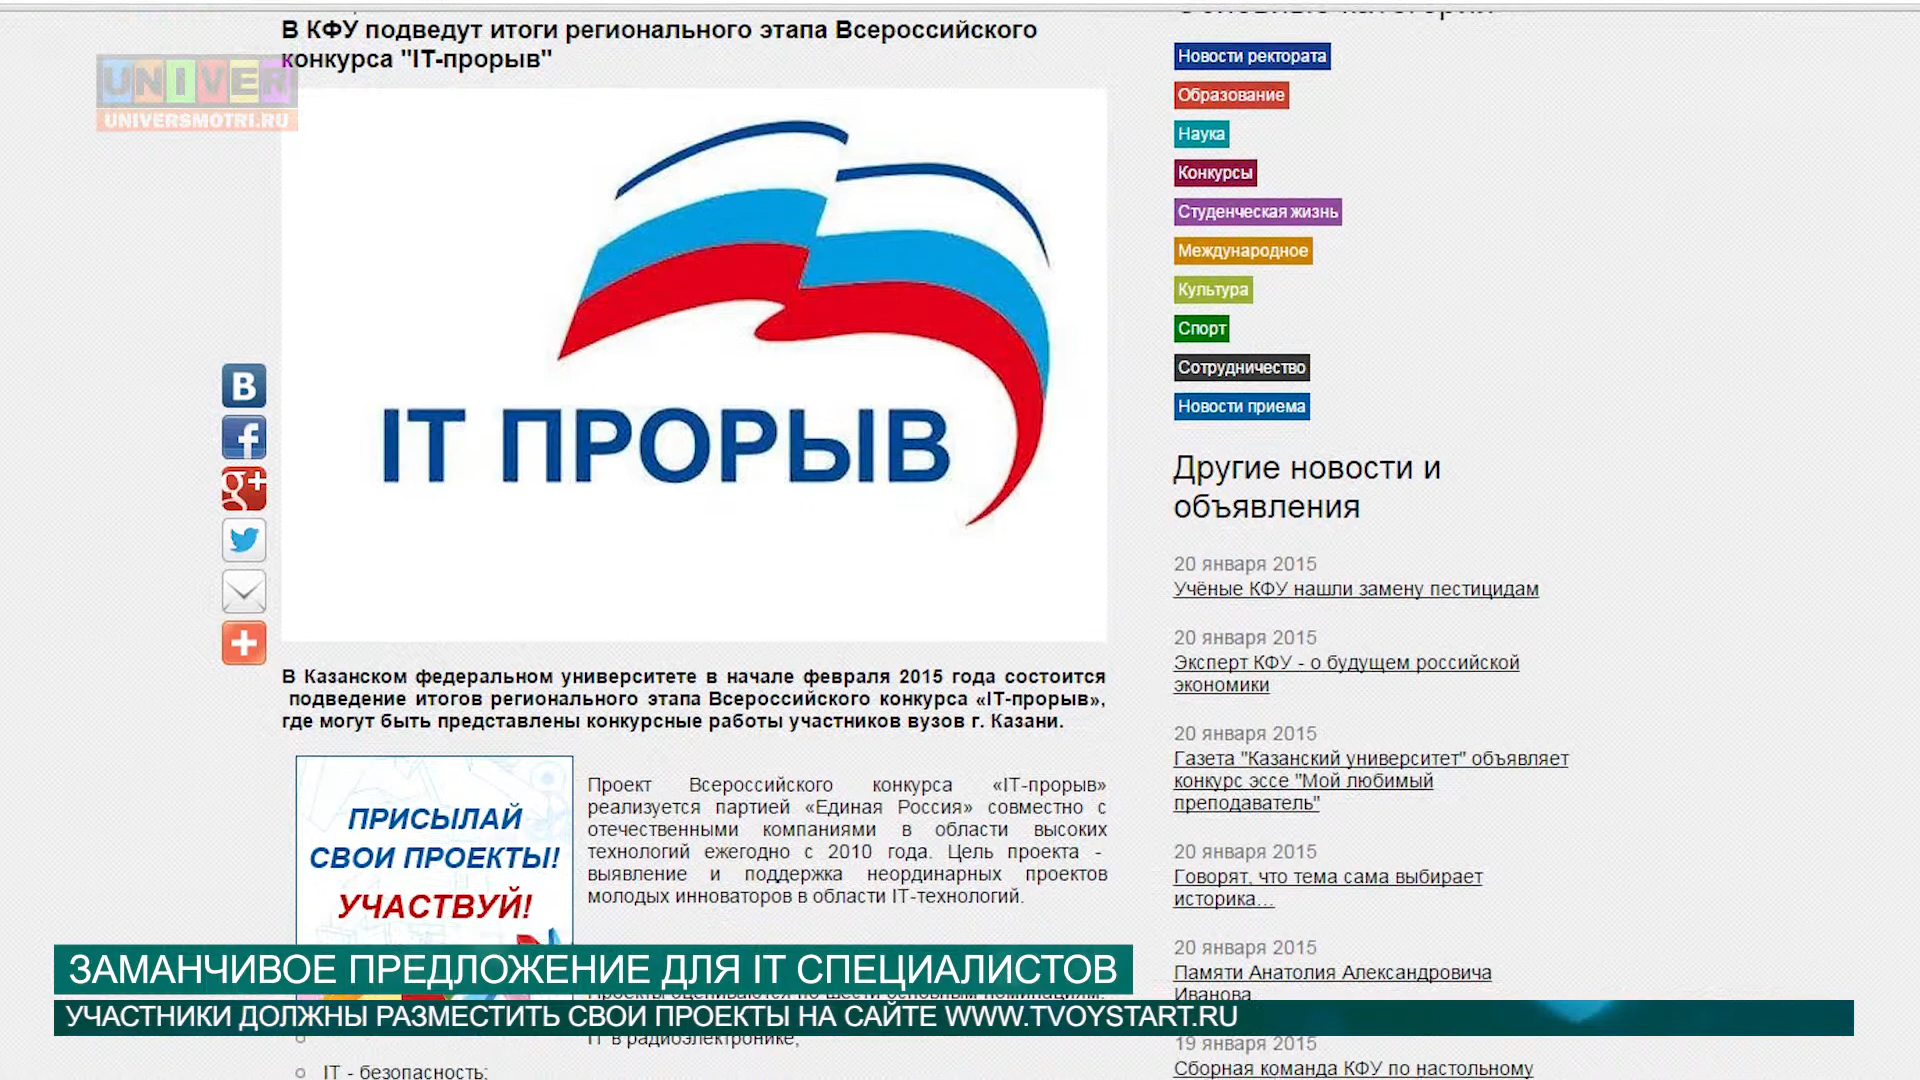 В КФУ подведут итоги регионального этапа Всероссийского
конкурса "IT-прорыв"
UNIVER
UNIVERSMOTRI.RU
IT ПРОРЫВ
В Казанском федеральном университете в начале февраля 2015 года состоится
подведение итогов регионального этапа Всероссийского конкурса «IT-прорыв»,
где могут быть представлены конкурсные работы участников вузов г. Казани.
ПРИСЫЛАЙ
СВОИ ПРОЕКТЫ!
УЧАСТВУЙ!
Проект Всероссийского конкурса «IT-прорыв»
реализуется партией «Единая Россия» совместно с
отечественными компаниями в области высоких
технологий ежегодно с 2010 года. Цель проекта -
выявление и поддержка неординарных проектов
молодых инноваторов в области IT-технологий.
Проекты оцениваются по шести основным номинациям:
IT в радиоэлектронике;
IT - безопасность;
Новости ректората
Образование
Наука
Конкурсы
Студенческая жизнь
Международное
Культура
Спорт
Сотрудничество
Новости приема
Другие новости и
объявления
20 января 2015
Учёные КФУ нашли замену пестицидам
20 января 2015
Эксперт КФУ - о будущем российской
экономики
20 января 2015
Газета "Казанский университет" объявляет
конкурс эссе "Мой любимый
преподаватель"
20 января 2015
Говорят, что тема сама выбирает
историка…
20 января 2015
Памяти Анатолия Александровича
Иванова
19 января 2015
Сборная команда КФУ по настольному
ЗАМАНЧИВОЕ ПРЕДЛОЖЕНИЕ ДЛЯ IT СПЕЦИАЛИСТОВ
УЧАСТНИКИ ДОЛЖНЫ РАЗМЕСТИТЬ СВОИ ПРОЕКТЫ НА САЙТЕ WWW.TVOYSTART.RU